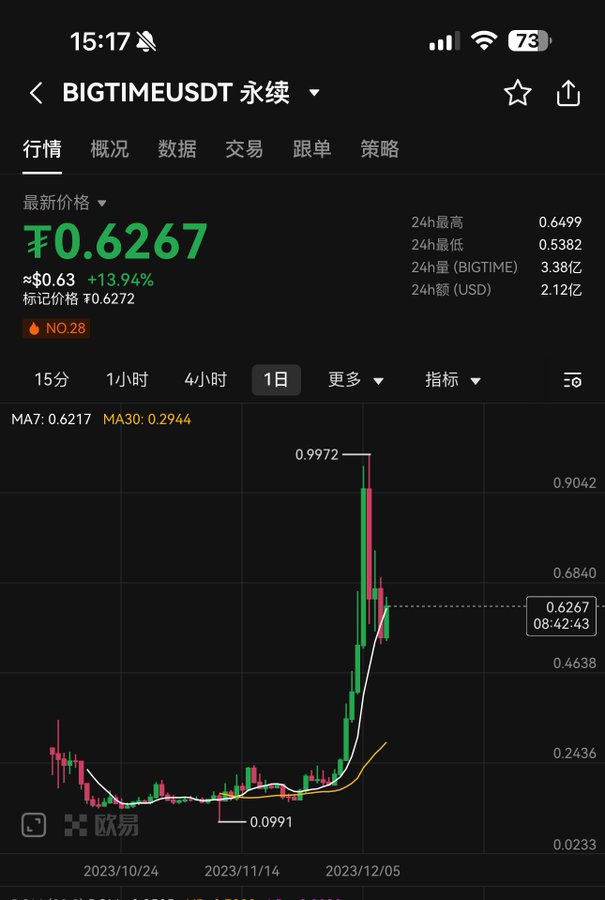 15:17
73
BIGTIMEUSDT 永续
行情 概况 数据 交易 跟单 策略
最新价格
₮0.6267
≈$0.63 +13.94%
标记价格 ₮0.6272
NO.28
24h最高 0.6499
24h最低 0.5382
24h量 (BIGTIME) 3.38亿
24h额 (USD) 2.12亿
15分 1小时 4小时 1日 更多 指标
MA7: 0.6217 MA30: 0.2944
0.9972
0.9042
0.6840
0.6267
08:42:43
0.4638
0.2436
0.0991
欧易
0.0233
2023/10/24 2023/11/14 2023/12/05